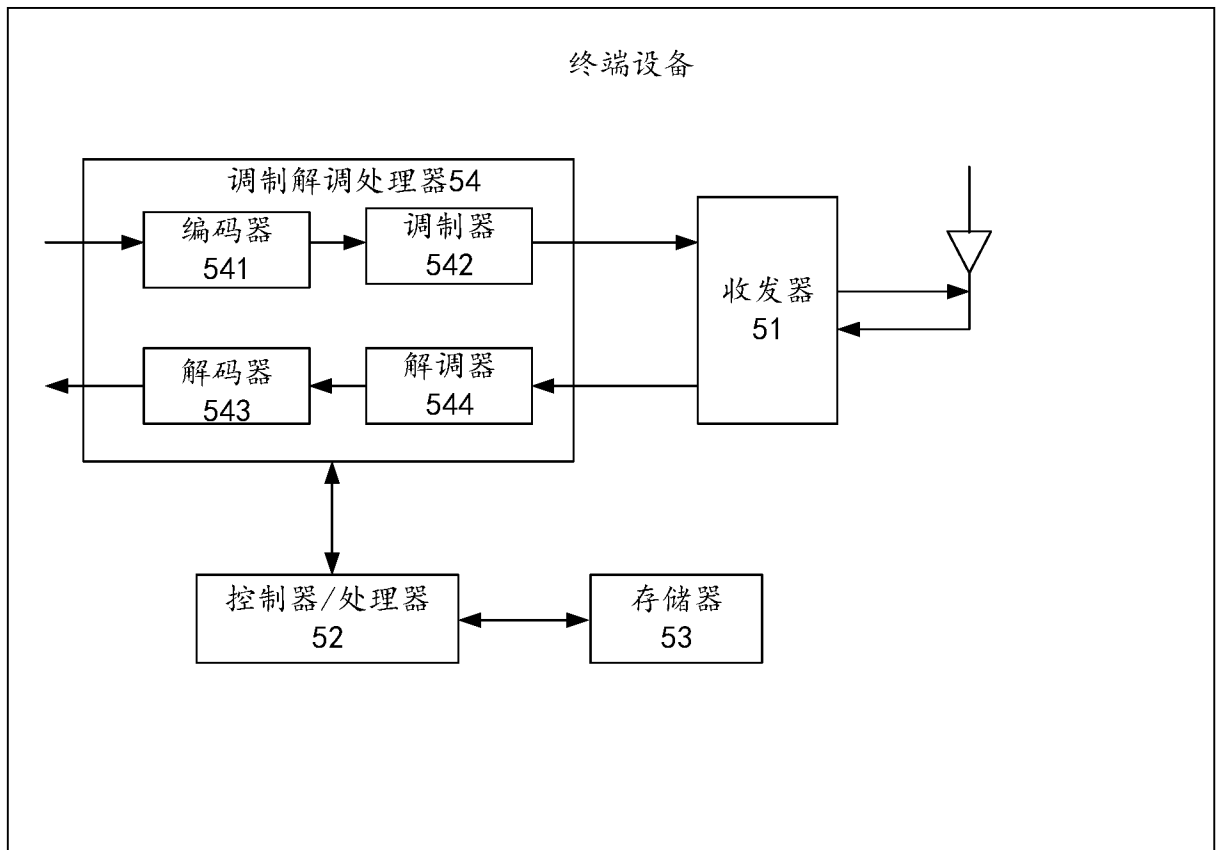 终端设备
调制解调处理器54
编码器
541
调制器
542
收发器
51
解码器
543
解调器
544
控制器/处理器
52
存储器
53